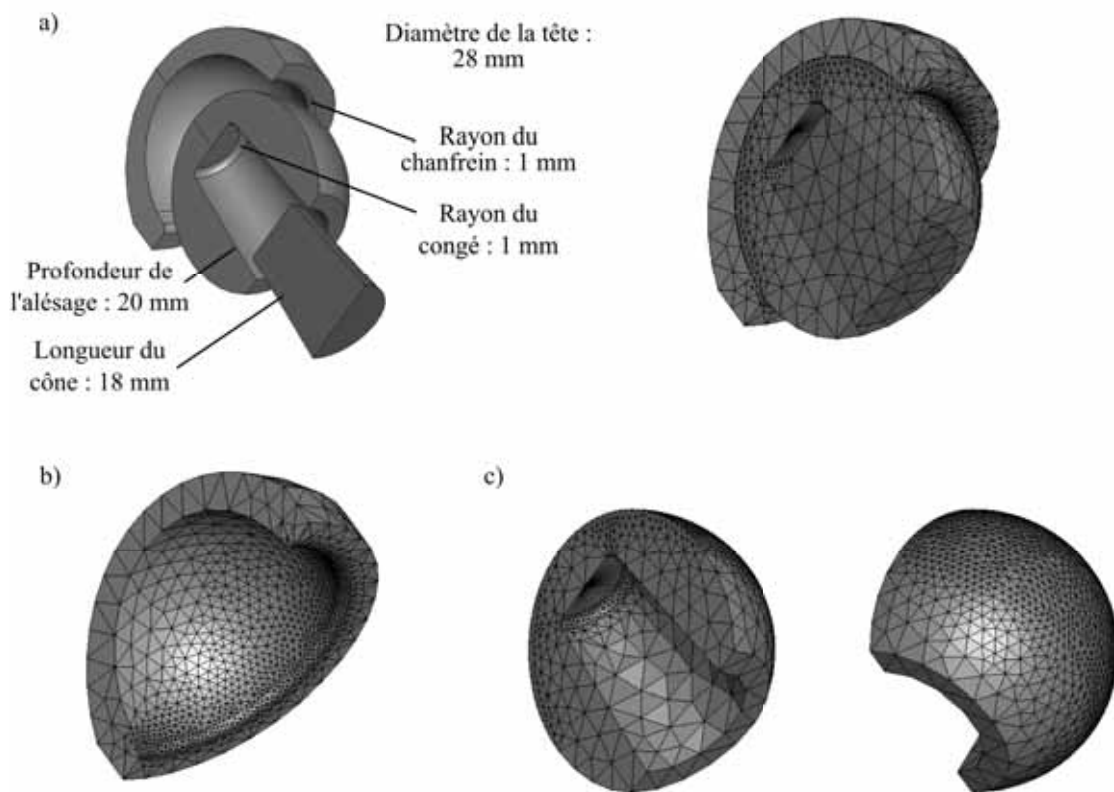 a)
Diamètre de la tête :
28 mm
Rayon du
chanfrein : 1 mm
Rayon du
congé : 1 mm
Profondeur de
l'alésage : 20 mm
Longueur du
cône : 18 mm
b)
c)